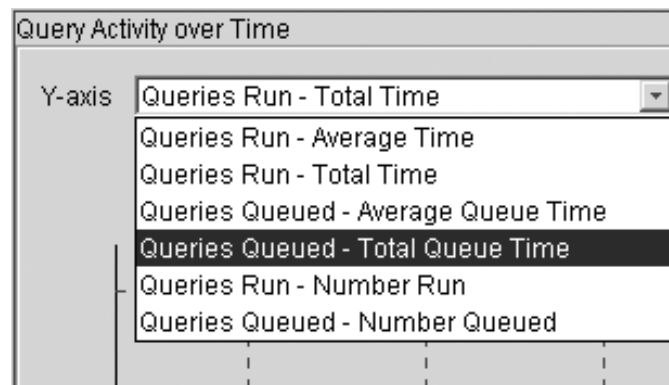 Query Activity over Time
Y-axis Queries Run - Total Time
Queries Run - Average Time
Queries Run - Total Time
Queries Queued - Average Queue Time
Queries Queued - Total Queue Time
Queries Run - Number Run
Queries Queued - Number Queued